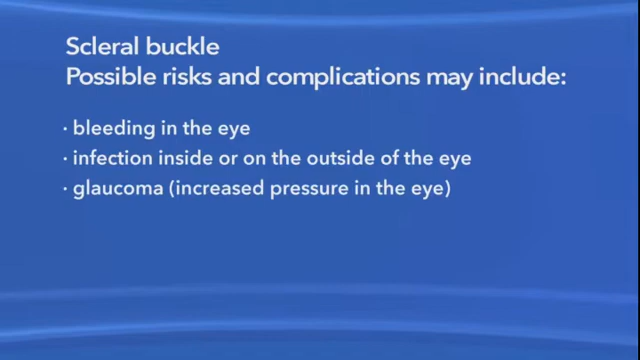 Scleral buckle
Possible risks and complications may include:
· bleeding in the eye
· infection inside or on the outside of the eye
· glaucoma (increased pressure in the eye)